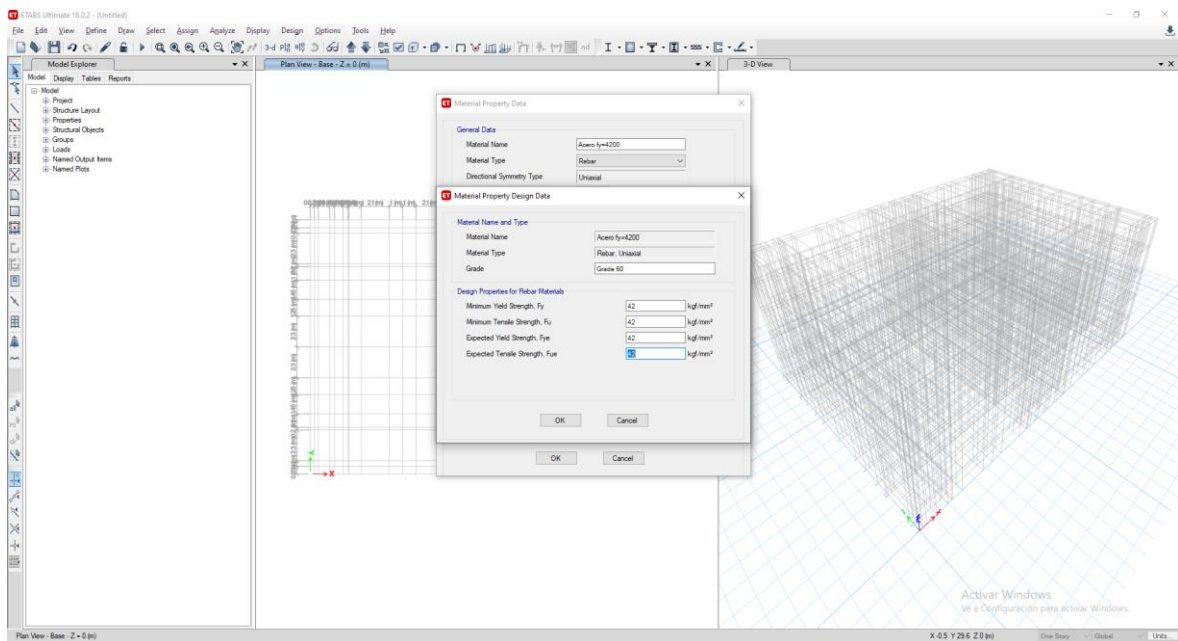 ETABS Ultimate 18.0.2 - (Untitled)
File Edit View Define Draw Select Assign Analyze Display Design Options Tools Help
Model Explorer
Plan View - Base - Z = 0 (m)
3-D View
Model Display Tables Reports
Model
Project
Structure Layout
Properties
Structural Objects
Groups
Loads
Named Output Items
Named Plots
Material Property Data
General Data
Material Name Acero fy=4200
Material Type Rebar
Directional Symmetry Type Uniaxial
Material Property Design Data
Material Name and Type
Material Name Acero fy=4200
Material Type Rebar, Uniaxial
Grade Grade 60
Design Properties for Rebar Materials
Minimum Yield Strength, Fy 42 kgf/mm²
Minimum Tensile Strength, Fu 42 kgf/mm²
Expected Yield Strength, Fye 42 kgf/mm²
Expected Tensile Strength, Fue 42 kgf/mm²
OK Cancel
OK Cancel
X
Activar Windows
Ve a Configuración para activar Windows.
Plan View - Base - Z = 0 (m)
X -0.5 Y 29.6 Z 0 (m) One Story Global Units...